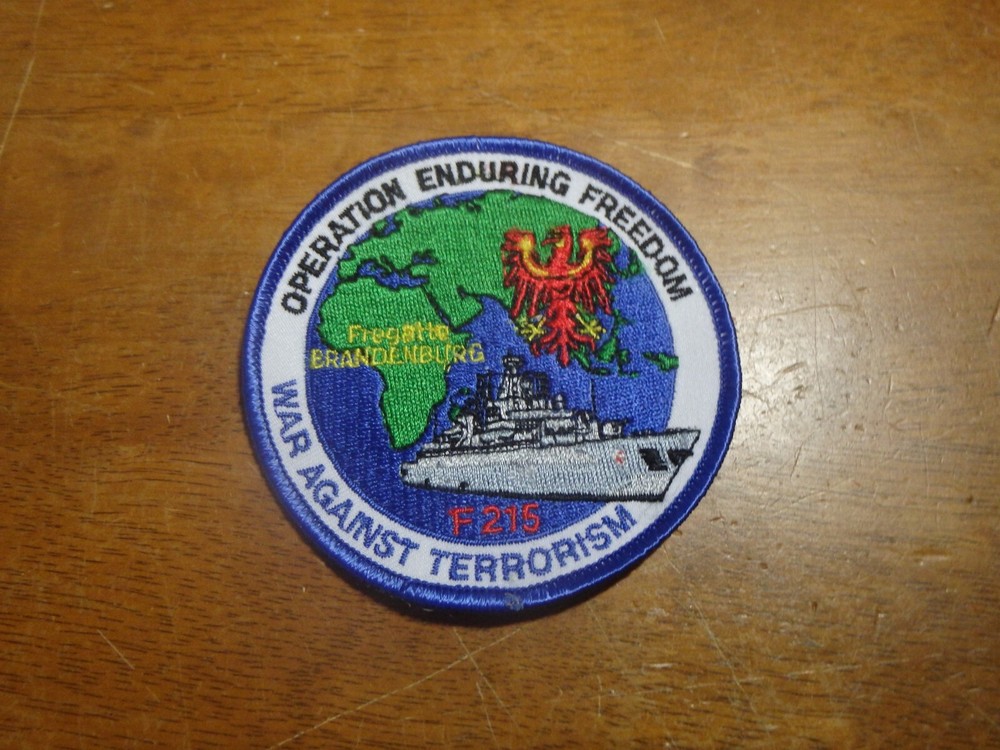 OPERATION ENDURING FREEDOM
Fregatte
BRANDENBURG
F 215
WAR AGAINST TERRORISM